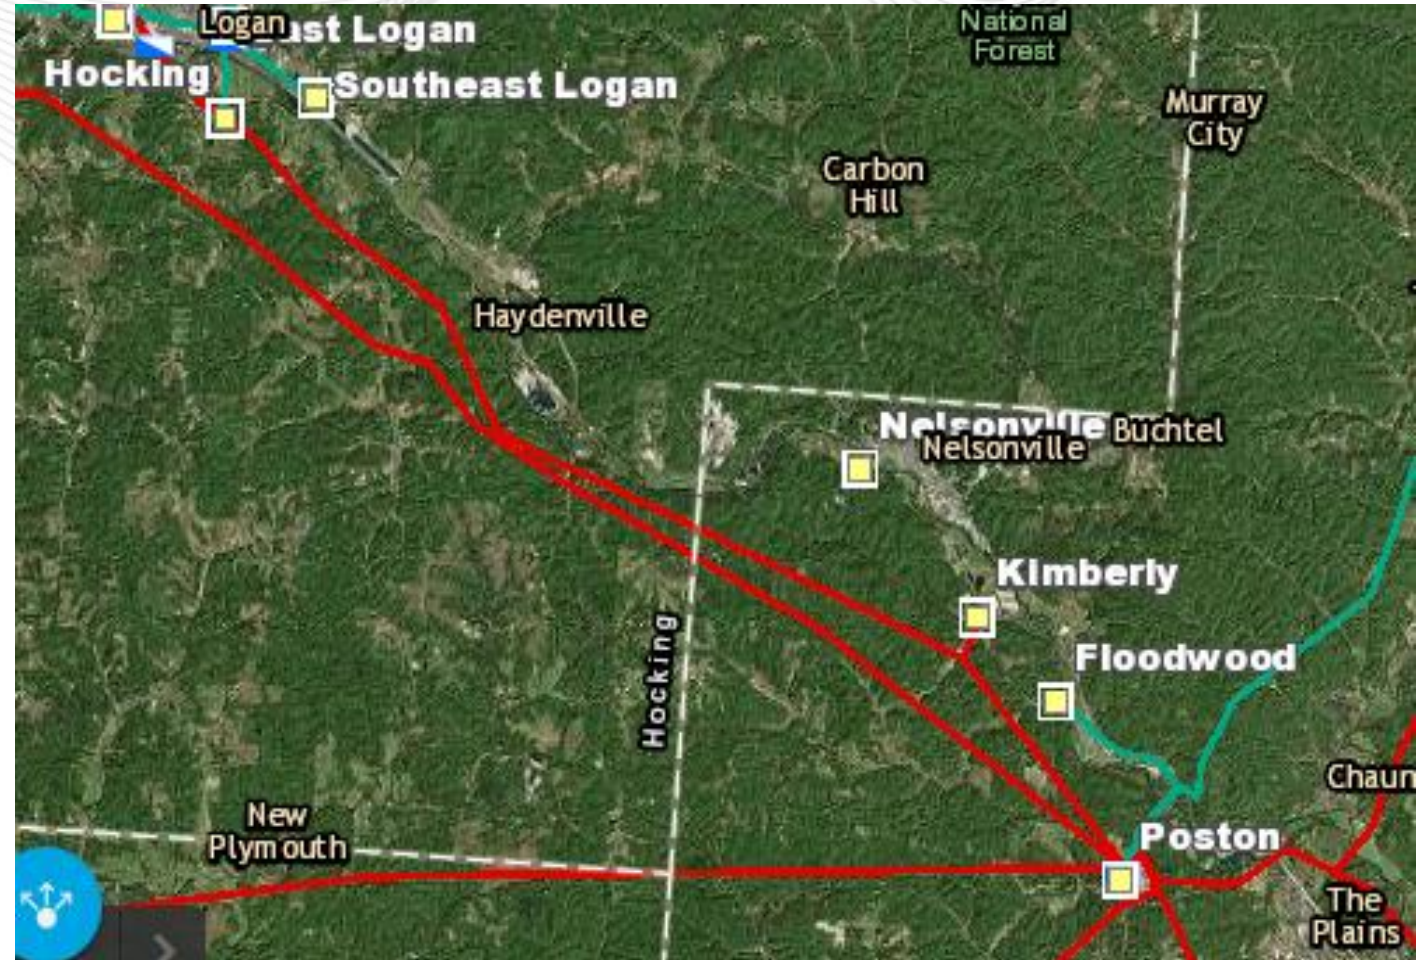 Logan
East Logan
Hocking
Southeast Logan
National
Forest
Murray
City
Carbon
Hill
Haydenville
Nelsonville
Nelsonville
Buchtel
Kimberly
Floodwood
Hocking
New
Plymouth
Chaun
Poston
The
Plains